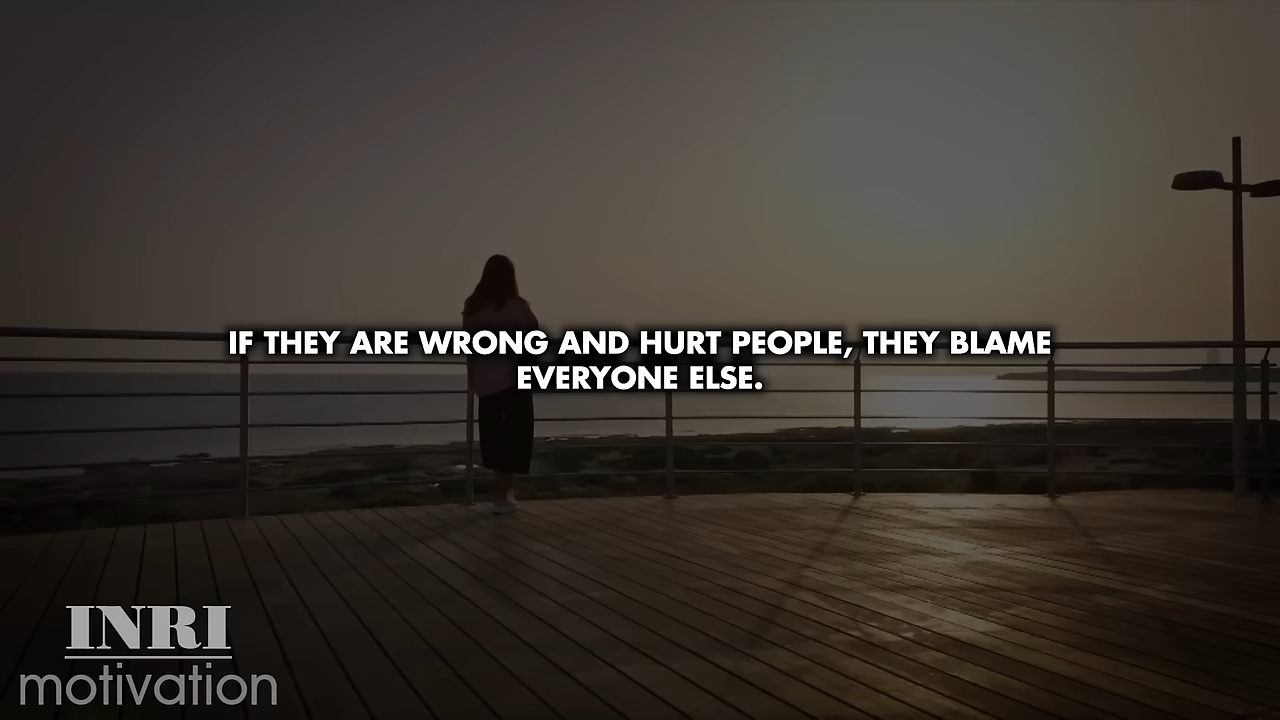 IF THEY ARE WRONG AND HURT PEOPLE, THEY BLAME
EVERYONE ELSE.
INRI
motivation